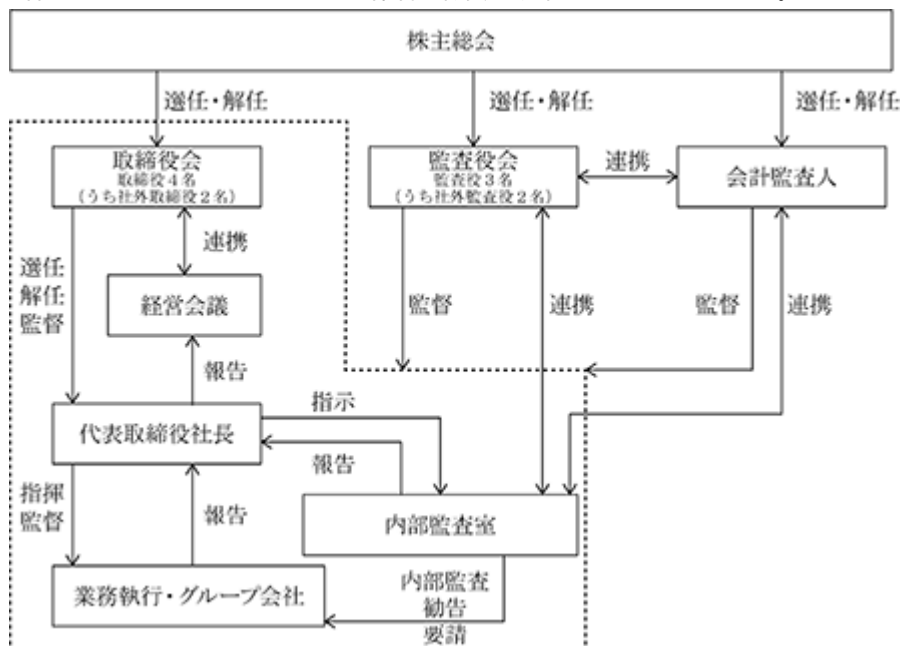 株主総会
選任・解任
選任・解任
選任・解任
取締役会
取締役4名
(うち社外取締役2名)
監査役会
監査役3名
(うち社外監査役2名)
連携
会計監査人
連携
選任
解任
監督
経営会議
監督
連携
監督
連携
報告
代表取締役社長
指示
報告
指揮
監督
報告
内部監査室
業務執行・グループ会社
内部監査
勧告
要請